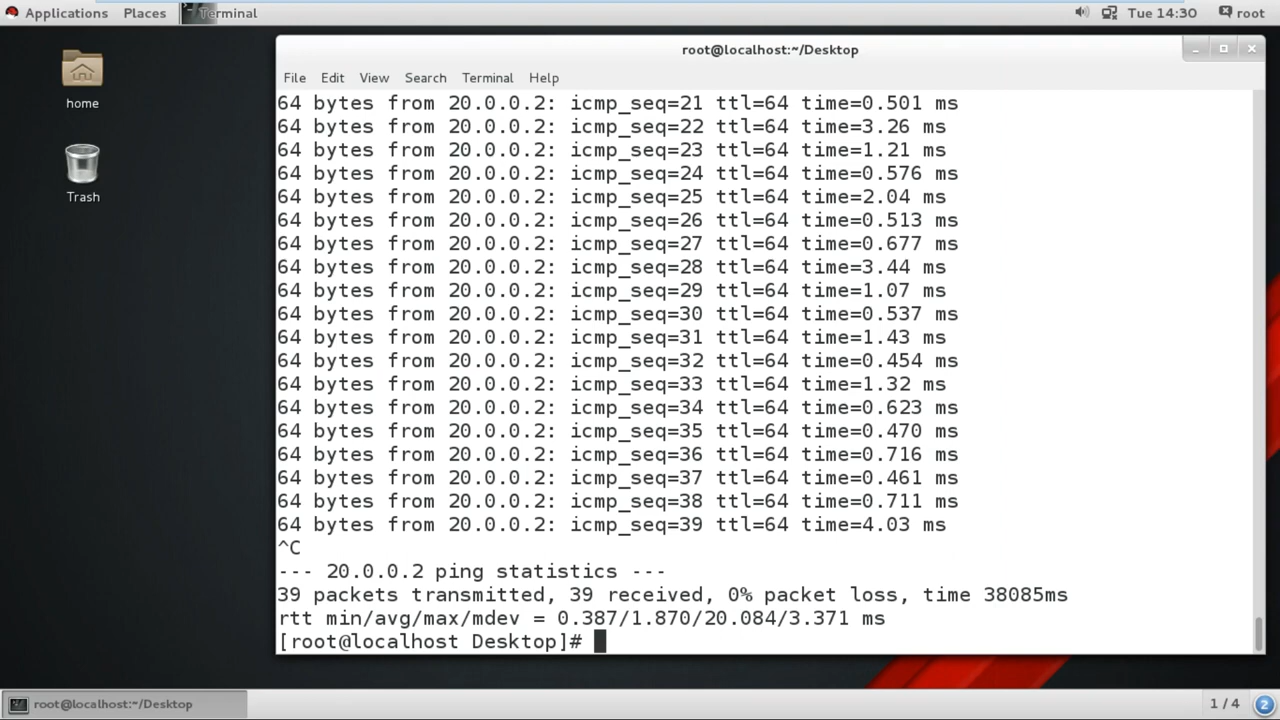 Applications Places Terminal Tue 14:30 root
home
Trash
root@localhost:~/Desktop
File Edit View Search Terminal Help
64 bytes from 20.0.0.2: icmp_seq=21 ttl=64 time=0.501 ms
64 bytes from 20.0.0.2: icmp_seq=22 ttl=64 time=3.26 ms
64 bytes from 20.0.0.2: icmp_seq=23 ttl=64 time=1.21 ms
64 bytes from 20.0.0.2: icmp_seq=24 ttl=64 time=0.576 ms
64 bytes from 20.0.0.2: icmp_seq=25 ttl=64 time=2.04 ms
64 bytes from 20.0.0.2: icmp_seq=26 ttl=64 time=0.513 ms
64 bytes from 20.0.0.2: icmp_seq=27 ttl=64 time=0.677 ms
64 bytes from 20.0.0.2: icmp_seq=28 ttl=64 time=3.44 ms
64 bytes from 20.0.0.2: icmp_seq=29 ttl=64 time=1.07 ms
64 bytes from 20.0.0.2: icmp_seq=30 ttl=64 time=0.537 ms
64 bytes from 20.0.0.2: icmp_seq=31 ttl=64 time=1.43 ms
64 bytes from 20.0.0.2: icmp_seq=32 ttl=64 time=0.454 ms
64 bytes from 20.0.0.2: icmp_seq=33 ttl=64 time=1.32 ms
64 bytes from 20.0.0.2: icmp_seq=34 ttl=64 time=0.623 ms
64 bytes from 20.0.0.2: icmp_seq=35 ttl=64 time=0.470 ms
64 bytes from 20.0.0.2: icmp_seq=36 ttl=64 time=0.716 ms
64 bytes from 20.0.0.2: icmp_seq=37 ttl=64 time=0.461 ms
64 bytes from 20.0.0.2: icmp_seq=38 ttl=64 time=0.711 ms
64 bytes from 20.0.0.2: icmp_seq=39 ttl=64 time=4.03 ms
^C
--- 20.0.0.2 ping statistics ---
39 packets transmitted, 39 received, 0% packet loss, time 38085ms
rtt min/avg/max/mdev = 0.387/1.870/20.084/3.371 ms
[root@localhost Desktop]#
root@localhost:~/Desktop 1 / 4 2